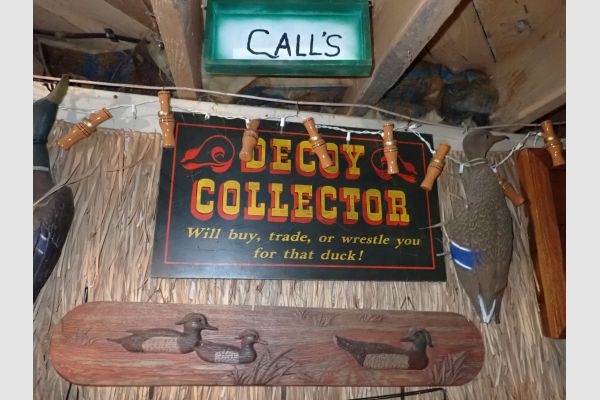 CALL'S
DECOY
COLLECTOR
Will buy, trade, or wrestle you
for that duck!